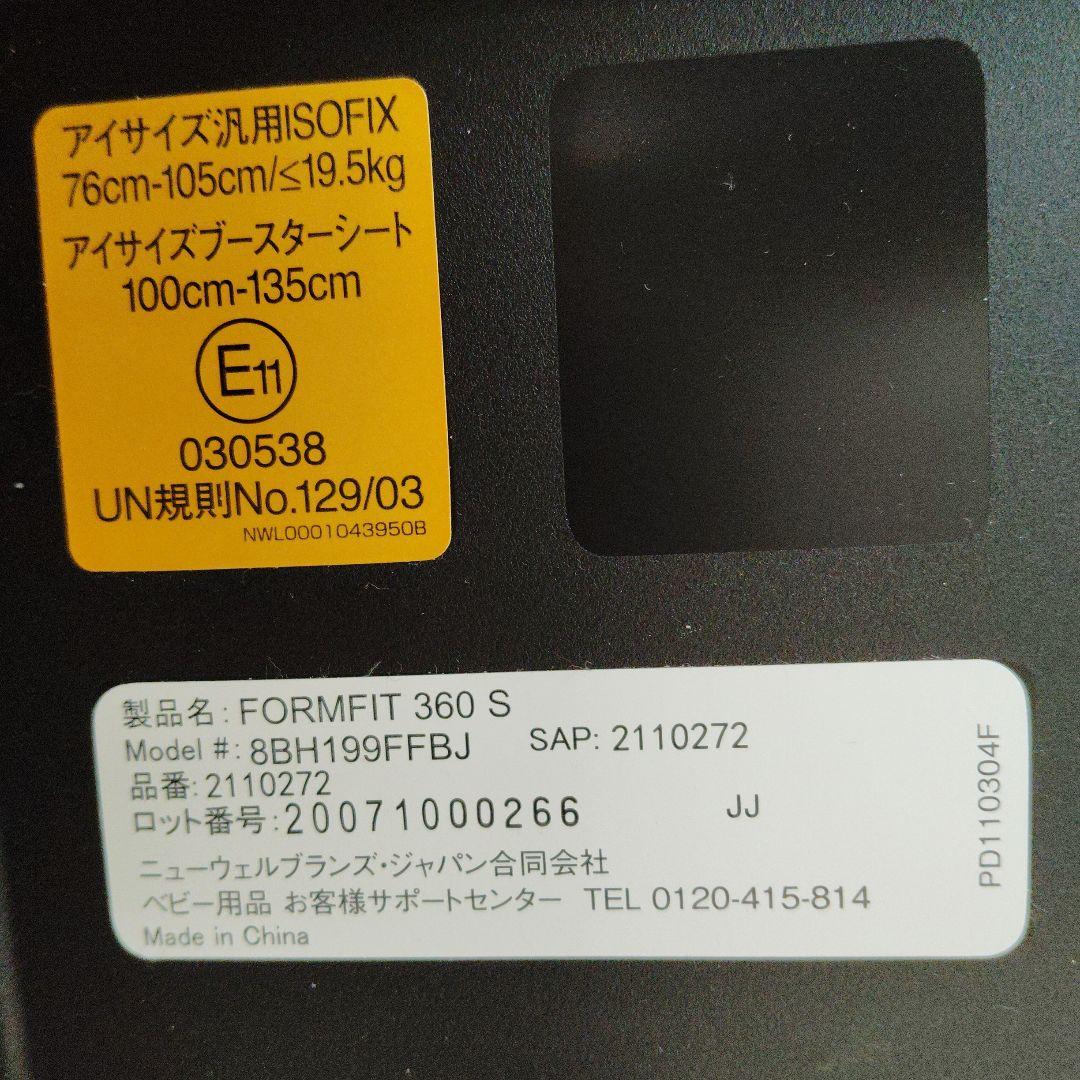 アイサイズ汎用ISOFIX
76cm-105cm/≤19.5kg
アイサイズブースターシート
100cm-135cm
E11
030538
UN規則No.129/03
NWL0001043950B
製品名: FORMFIT 360 S
Model #: 8BH199FFBJ SAP: 2110272
品番: 2110272
ロット番号: 20071000266 JJ
ニューウェルブランズ・ジャパン合同会社
ベビー用品 お客様サポートセンター TEL 0120-415-814
Made in China
PD110304F